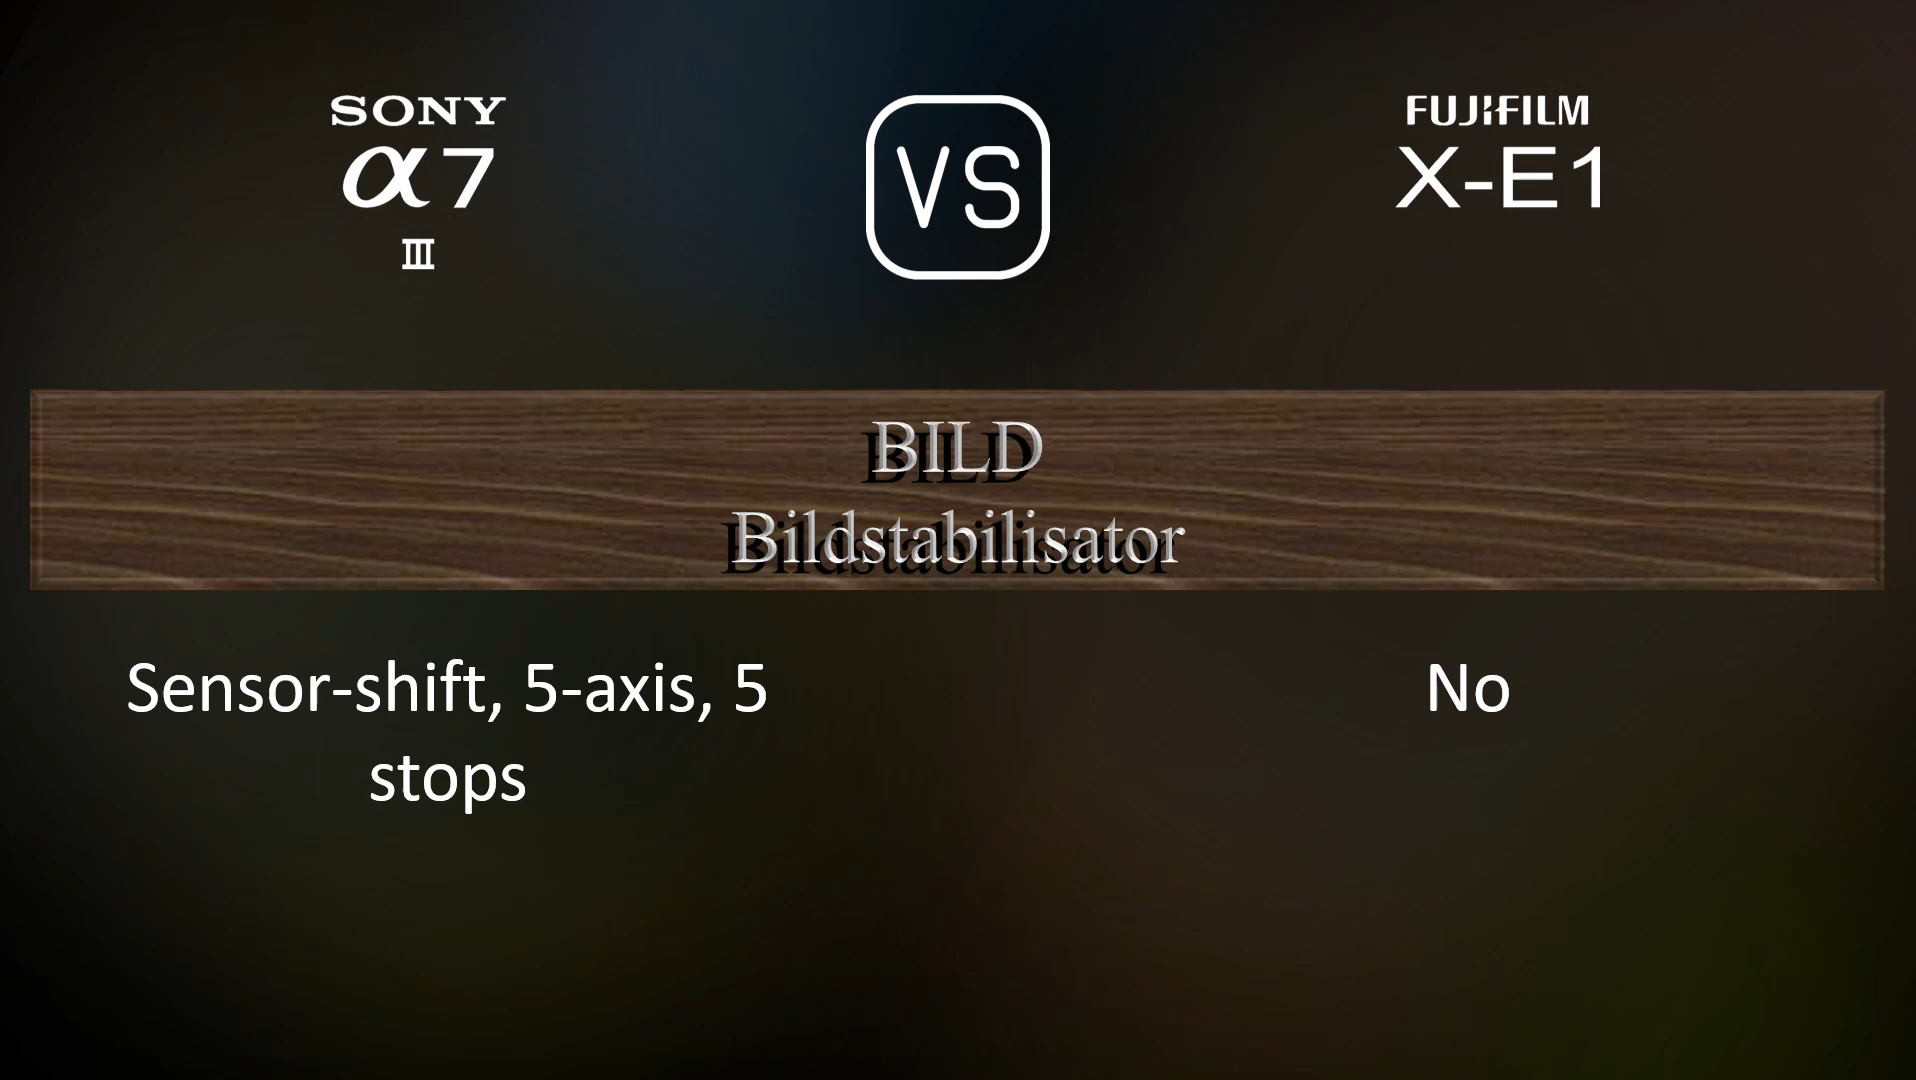 SONY
α7
III
VS
FUJIFILM
X-E1
BILD
Bildstabilisator
Sensor-shift, 5-axis, 5
stops
No